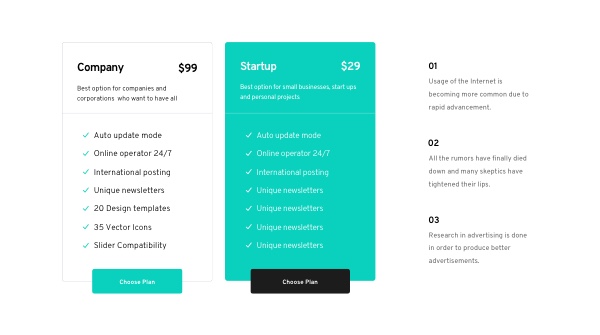 Company $99
Best option for companies and
corporations who want to have all
Auto update mode
Online operator 24/7
International posting
Unique newsletters
20 Design templates
35 Vector Icons
Slider Compatibility
Choose Plan
Startup $29
Best option for small businesses, start ups
and personal projects
Auto update mode
Online operator 24/7
International posting
Unique newsletters
Unique newsletters
Unique newsletters
Unique newsletters
Choose Plan
01
Usage of the Internet is
becoming more common due to
rapid advancement.
02
All the rumors have finally died
down and many skeptics have
tightened their lips.
03
Research in advertising is done
in order to produce better
advertisements.